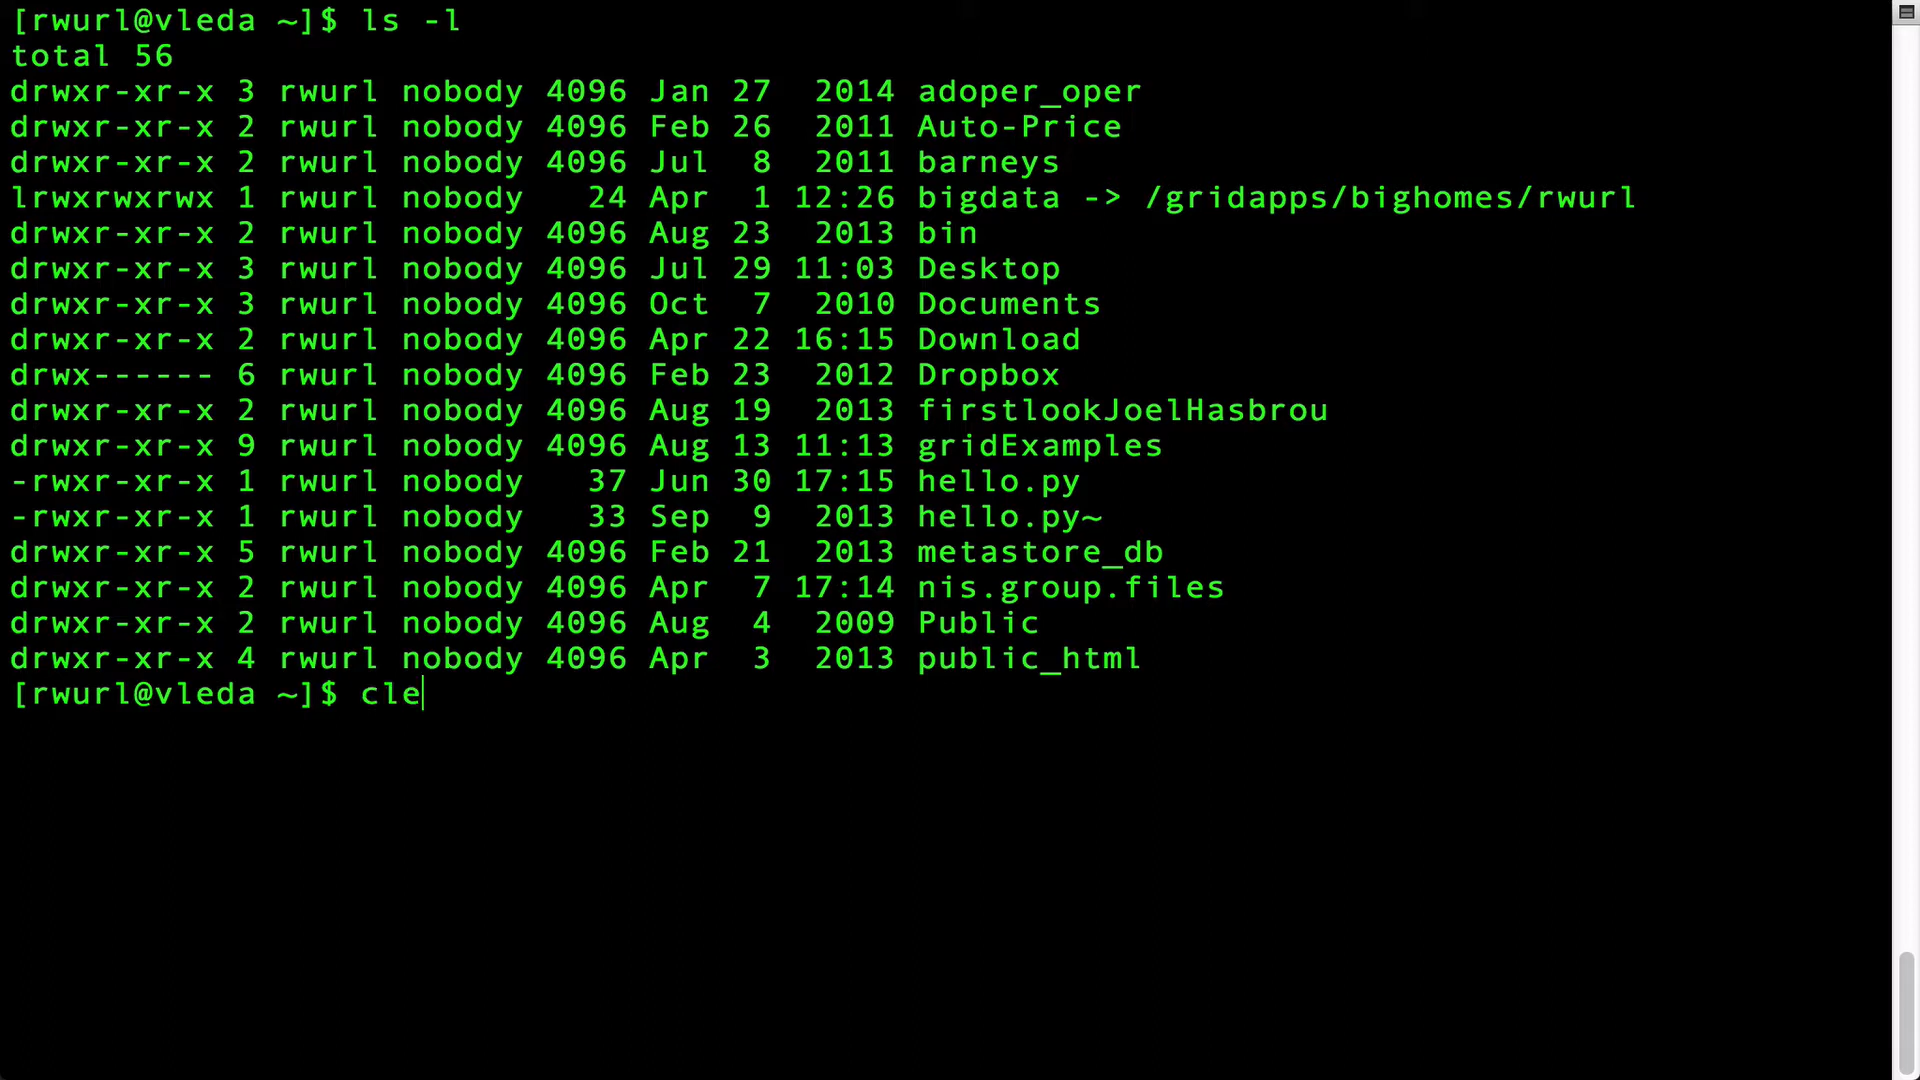 [rwurl@vleda ~]$ ls -l
total 56
drwxr-xr-x 3 rwurl nobody 4096 Jan 27  2014 adoper_oper
drwxr-xr-x 2 rwurl nobody 4096 Feb 26  2011 Auto-Price
drwxr-xr-x 2 rwurl nobody 4096 Jul  8  2011 barneys
lrwxrwxrwx 1 rwurl nobody   24 Apr  1 12:26 bigdata -> /gridapps/bighomes/rwurl
drwxr-xr-x 2 rwurl nobody 4096 Aug 23  2013 bin
drwxr-xr-x 3 rwurl nobody 4096 Jul 29 11:03 Desktop
drwxr-xr-x 3 rwurl nobody 4096 Oct  7  2010 Documents
drwxr-xr-x 2 rwurl nobody 4096 Apr 22 16:15 Download
drwx------ 6 rwurl nobody 4096 Feb 23  2012 Dropbox
drwxr-xr-x 2 rwurl nobody 4096 Aug 19  2013 firstlookJoelHasbrou
drwxr-xr-x 9 rwurl nobody 4096 Aug 13 11:13 gridExamples
-rwxr-xr-x 1 rwurl nobody   37 Jun 30 17:15 hello.py
-rwxr-xr-x 1 rwurl nobody   33 Sep  9  2013 hello.py~
drwxr-xr-x 5 rwurl nobody 4096 Feb 21  2013 metastore_db
drwxr-xr-x 2 rwurl nobody 4096 Apr  7 17:14 nis.group.files
drwxr-xr-x 2 rwurl nobody 4096 Aug  4  2009 Public
drwxr-xr-x 4 rwurl nobody 4096 Apr  3  2013 public_html
[rwurl@vleda ~]$ cle